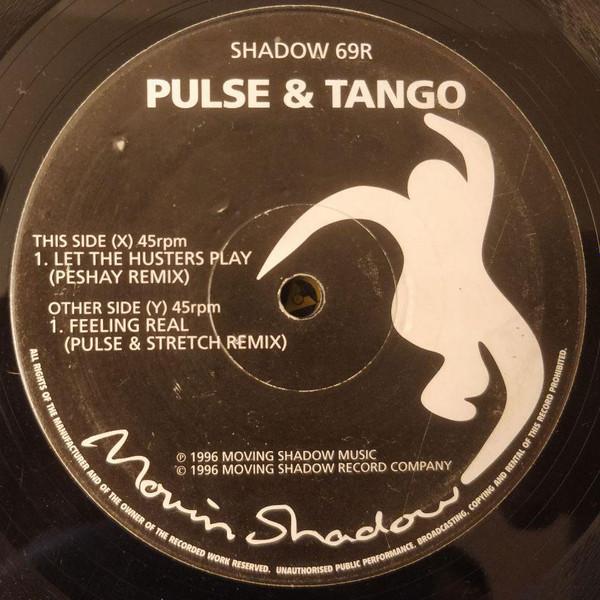 SHADOW 69R
PULSE & TANGO
THIS SIDE (X) 45rpm
1. LET THE HUSTERS PLAY
(PESHAY REMIX)
OTHER SIDE (Y) 45rpm
1. FEELING REAL
(PULSE & STRETCH REMIX)
℗ 1996 MOVING SHADOW MUSIC
© 1996 MOVING SHADOW RECORD COMPANY
Movin Shadow
ALL RIGHTS OF THE MANUFACTURER AND OF THE OWNER OF THE RECORDED WORK RESERVED. UNAUTHORISED PUBLIC PERFORMANCE, BROADCASTING, COPYING AND RENTAL OF THIS RECORD PROHIBITED.